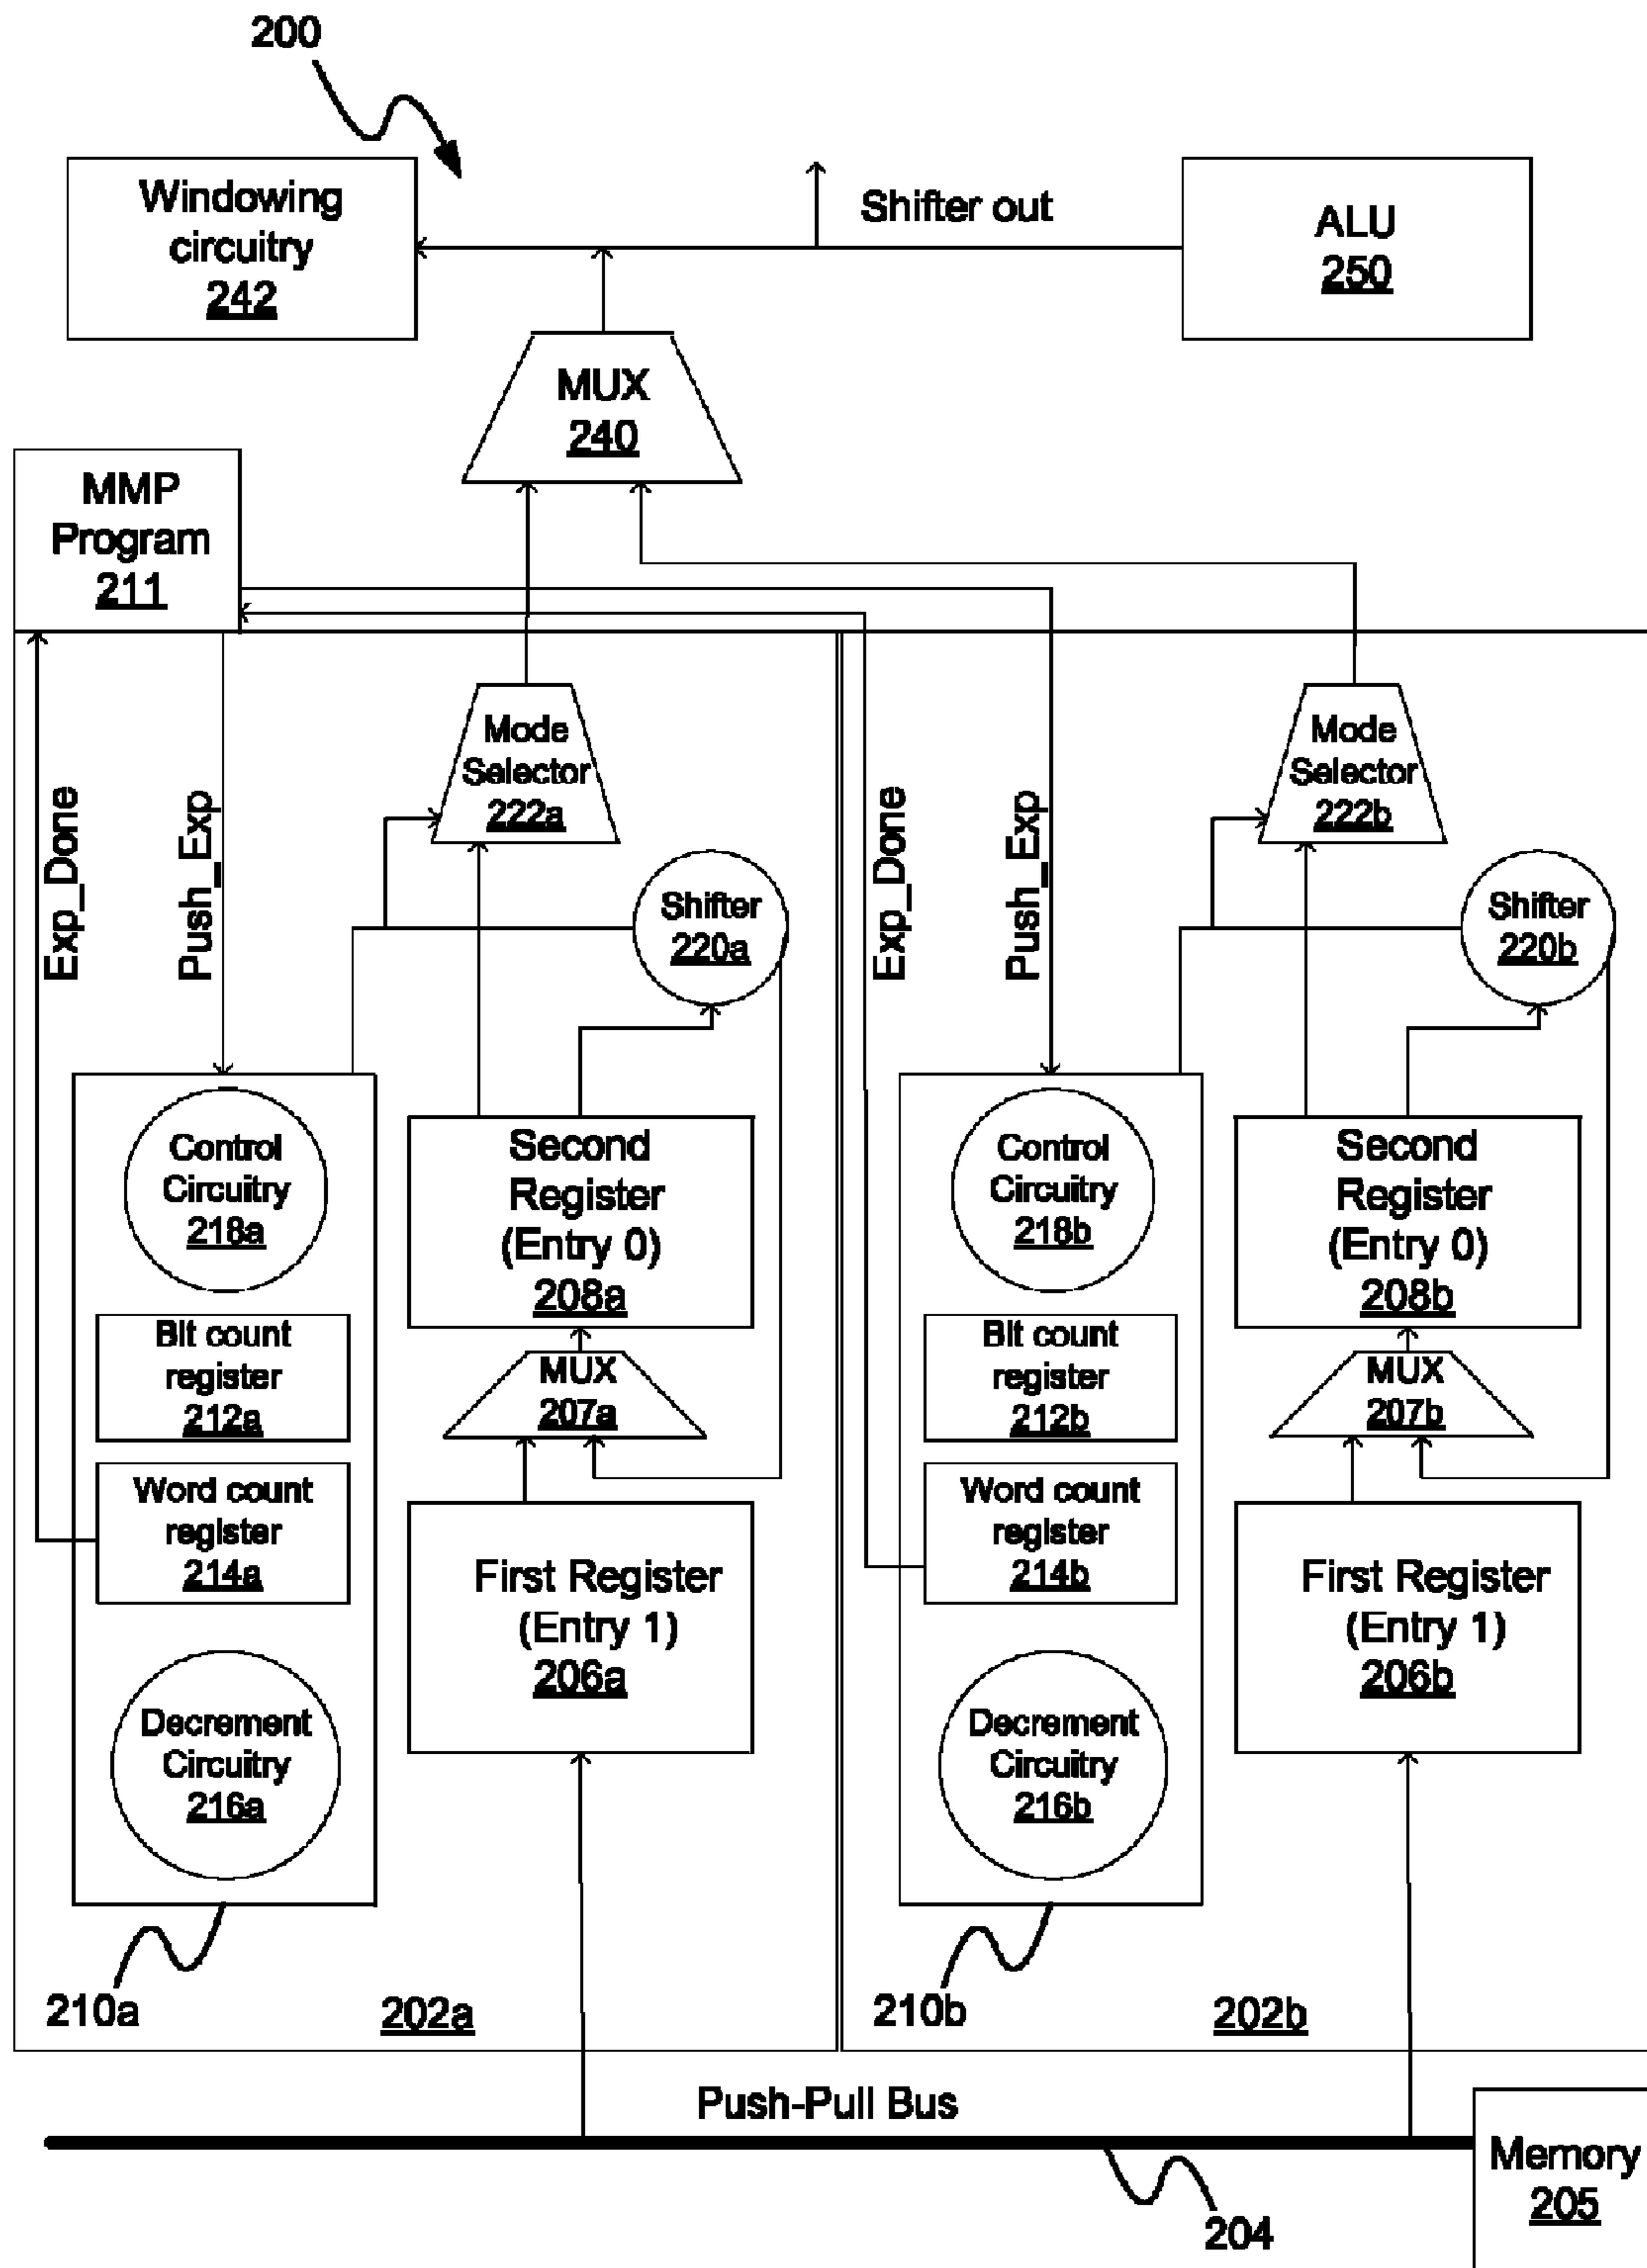 200
Windowing
circuitry
242
Shifter out
ALU
250
MUX
240
MMP
Program
211
Exp_Done
Push_Exp
Mode
Selector
222a
Shifter
220a
Control
Circuitry
218a
Bit count
register
212a
Word count
register
214a
Decrement
Circuitry
216a
Second
Register
(Entry 0)
208a
MUX
207a
First Register
(Entry 1)
206a
210a
202a
Exp_Done
Push_Exp
Mode
Selector
222b
Shifter
220b
Control
Circuitry
218b
Bit count
register
212b
Word count
register
214b
Decrement
Circuitry
216b
Second
Register
(Entry 0)
208b
MUX
207b
First Register
(Entry 1)
206b
210b
202b
Push-Pull Bus
204
Memory
205